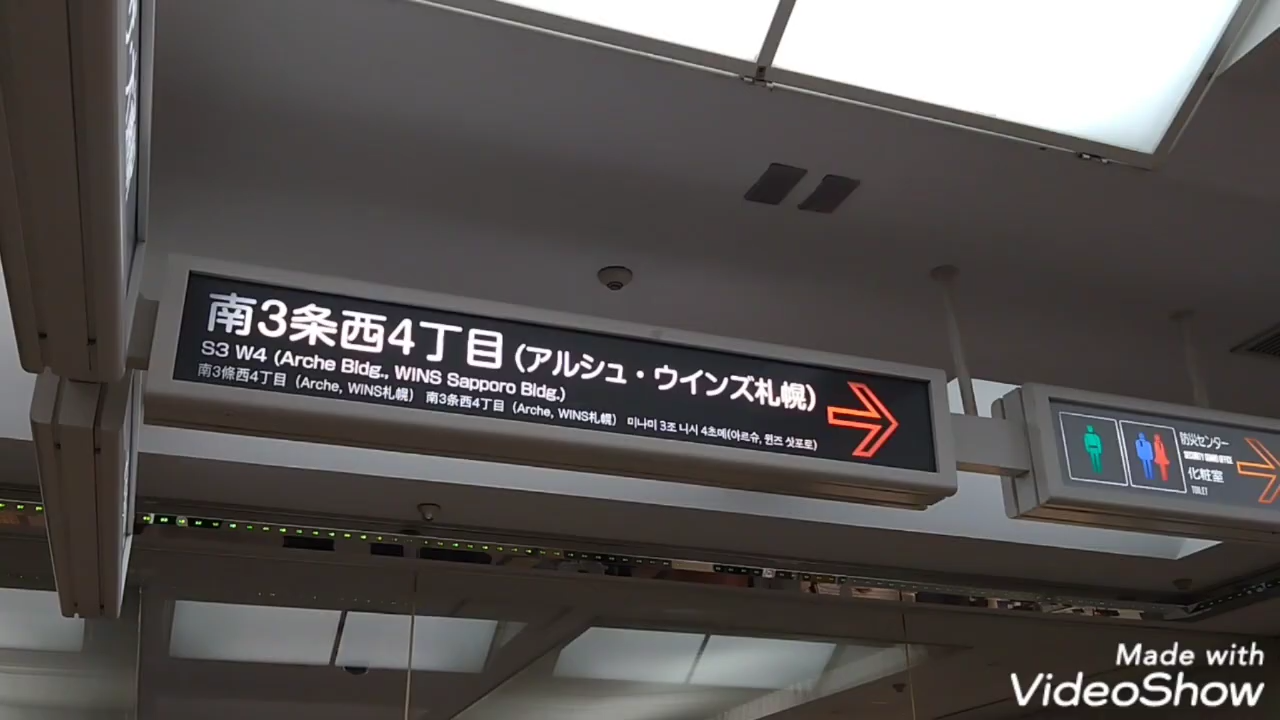 南3条西4丁目(アルシュ・ウインズ札幌)
S3 W4 (Arche Bldg., WINS Sapporo Bldg.)
南3條西4丁目(Arche, WINS札幌) 南3条西4丁目(Arche, WINS札幌) 미나미 3조 니시 4초메(아르슈, 윈즈 삿포로)
防災センター
SECURITY GUARD OFFICE
化粧室
TOILET
Made with
VideoShow